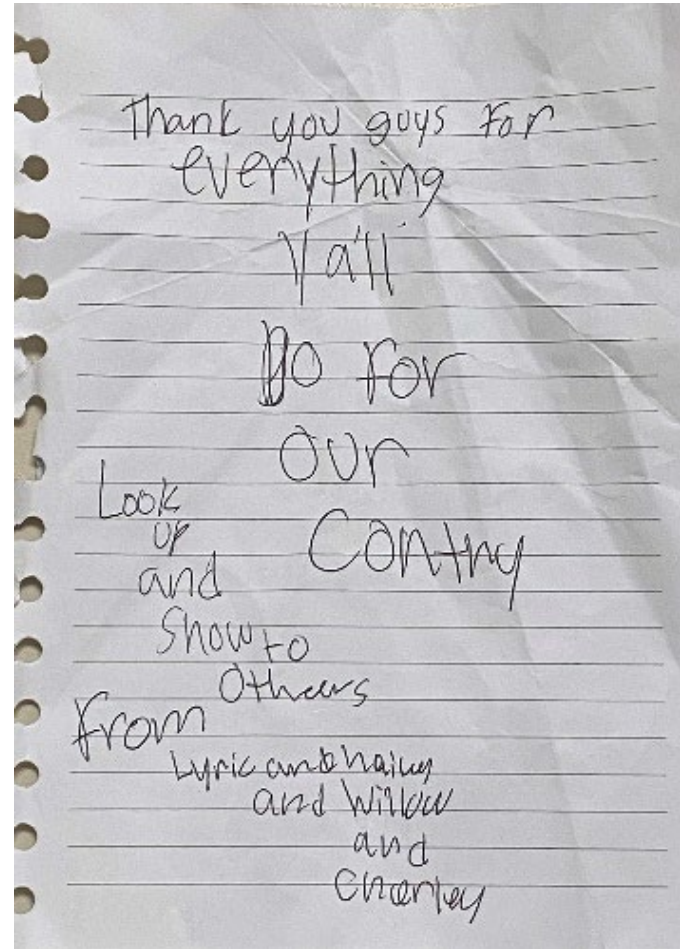 Thank you guys for
everything
Ya'll
Do for
our
Contry
Look
up
and
Show to
Others
From
Lyric and hailey
and Willow
and
Charley